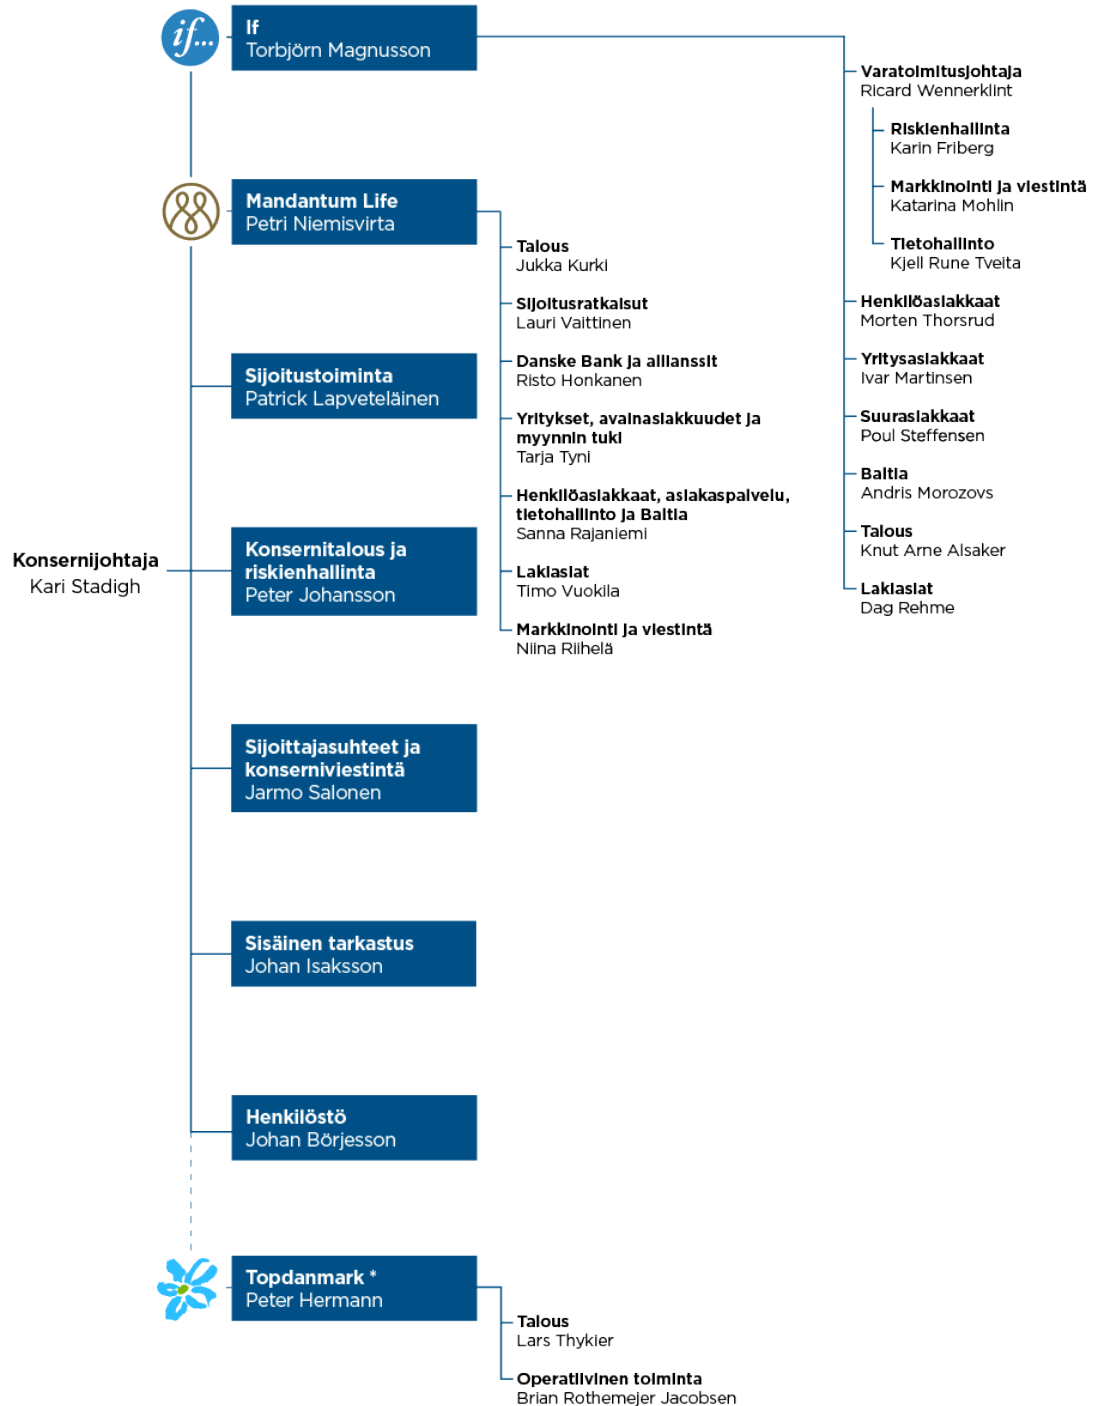 if...
If
Torbjörn Magnusson
Varatoimitusjohtaja
Ricard Wennerklint
Riskienhallinta
Karin Friberg
Markkinointi ja viestintä
Katarina Mohlin
Tietohallinto
Kjell Rune Tveita
Henkilöasiakkaat
Morten Thorsrud
Yritysasiakkaat
Ivar Martinsen
Suurasiakkaat
Poul Steffensen
Baltia
Andris Morozovs
Talous
Knut Arne Alsaker
Lakiasiat
Dag Rehme
Mandantum Life
Petri Niemisvirta
Talous
Jukka Kurki
Sijoitusratkaisut
Lauri Vaittinen
Danske Bank ja allianssit
Risto Honkanen
Yritykset, avainasiakkuudet ja
myynnin tuki
Tarja Tyni
Henkilöasiakkaat, asiakaspalvelu,
tietohallinto ja Baltia
Sanna Rajaniemi
Lakiasiat
Timo Vuokila
Markkinointi ja viestintä
Niina Riihelä
Sijoitustoiminta
Patrick Lapveteläinen
Konsernijohtaja
Kari Stadigh
Konsernitalous ja
riskienhallinta
Peter Johansson
Sijoittajasuhteet ja
konserniviestintä
Jarmo Salonen
Sisäinen tarkastus
Johan Isaksson
Henkilöstö
Johan Börjesson
Topdanmark *
Peter Hermann
Talous
Lars Thykier
Operatiivinen toiminta
Brian Rothemejer Jacobsen